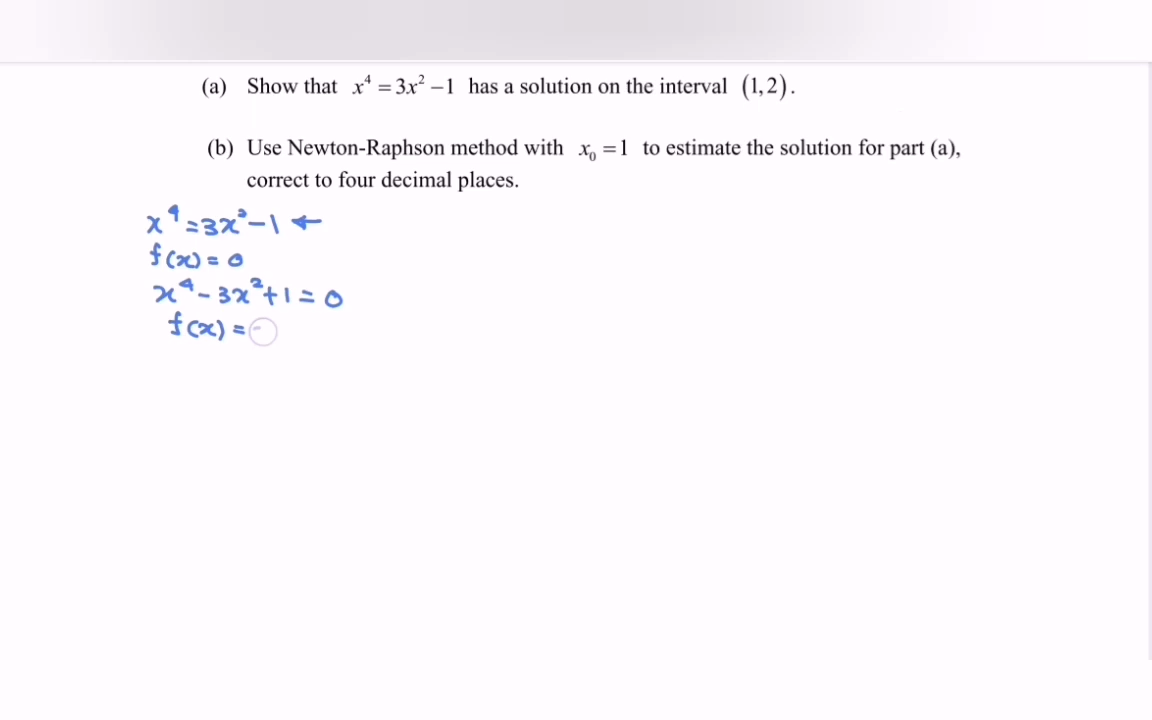 (a) Show that x⁴ = 3x² − 1 has a solution on the interval (1, 2).
(b) Use Newton-Raphson method with x₀ = 1 to estimate the solution for part (a),
correct to four decimal places.
x⁴ = 3x² − 1 ←
f(x) = 0
x⁴ − 3x² + 1 = 0
f(x) =